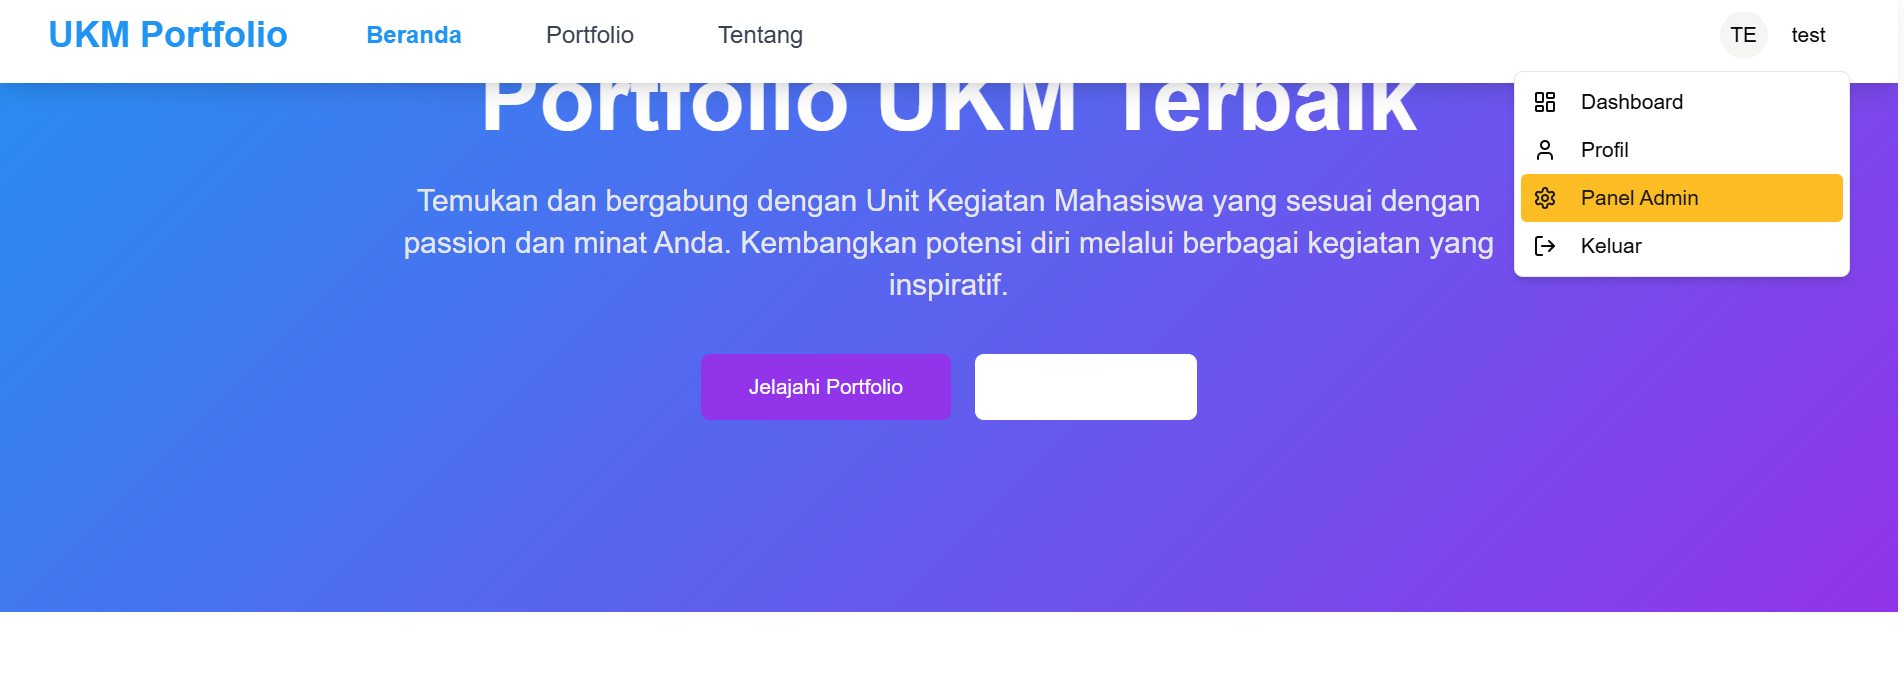 UKM Portfolio
Beranda
Portfolio
Tentang
TE
test
Portfolio UKM Terbaik
Dashboard
Profil
Panel Admin
Keluar
Temukan dan bergabung dengan Unit Kegiatan Mahasiswa yang sesuai dengan
passion dan minat Anda. Kembangkan potensi diri melalui berbagai kegiatan yang
inspiratif.
Jelajahi Portfolio